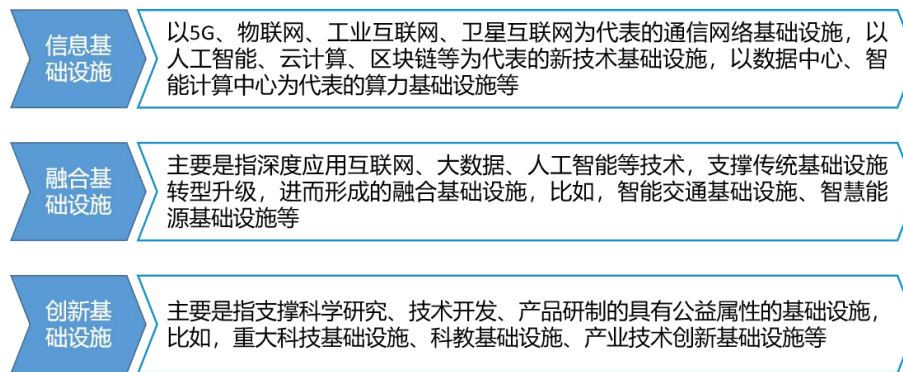 信息基
础设施
以5G、物联网、工业互联网、卫星互联网为代表的通信网络基础设施，以
人工智能、云计算、区块链等为代表的新技术基础设施，以数据中心、智
能计算中心为代表的算力基础设施等
融合基
础设施
主要是指深度应用互联网、大数据、人工智能等技术，支撑传统基础设施
转型升级，进而形成的融合基础设施，比如，智能交通基础设施、智慧能
源基础设施等
创新基
础设施
主要是指支撑科学研究、技术开发、产品研制的具有公益属性的基础设施，
比如，重大科技基础设施、科教基础设施、产业技术创新基础设施等